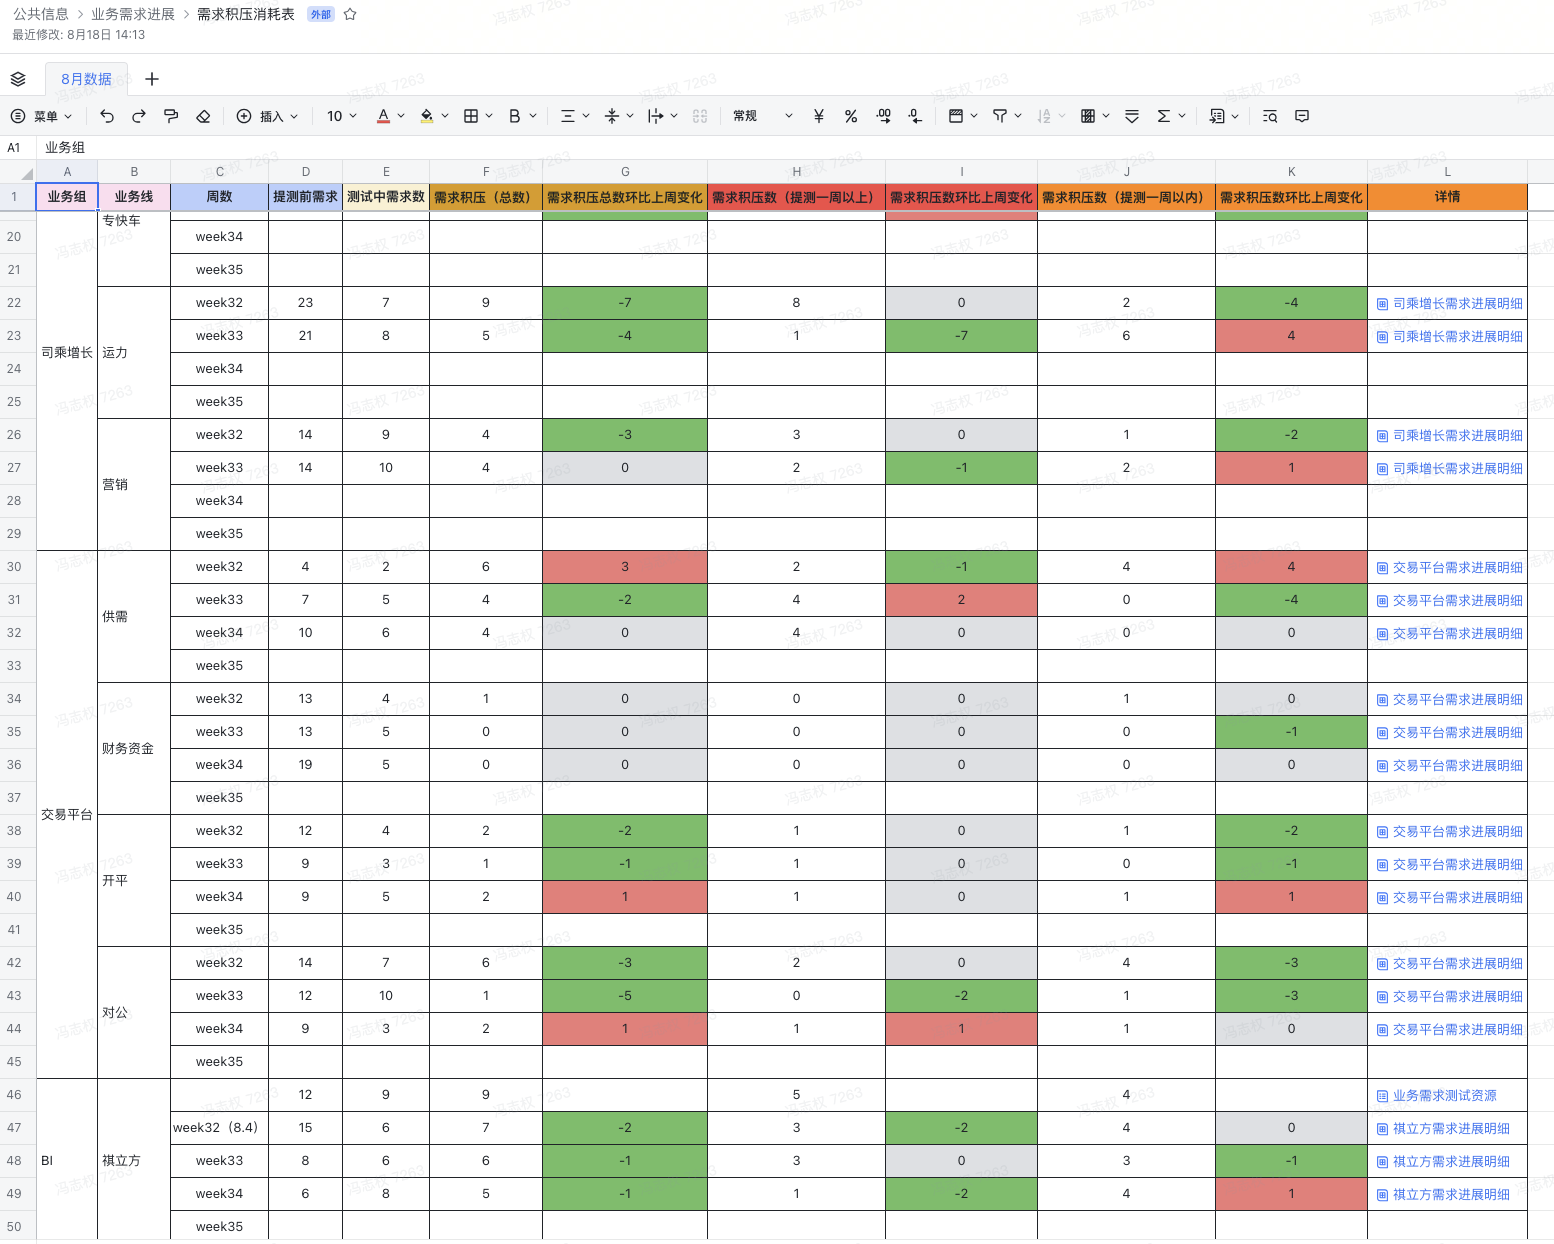 公共信息 > 业务需求进展 > 需求积压消耗表 外部
最近修改: 8月18日 14:13
8月数据
菜单 插入 10 A B 常规 ¥ % .00 .0
A1 业务组
A B C D E F G H I J K L
1 业务组 业务线 周数 提测前需求 测试中需求数 需求积压（总数） 需求积压总数环比上周变化 需求积压数（提测一周以上） 需求积压数环比上周变化 需求积压数（提测一周以内） 需求积压数环比上周变化 详情
专快车
20 week34
21 week35
22 week32 23 7 9 -7 8 0 2 -4 司乘增长需求进展明细
23 week33 21 8 5 -4 1 -7 6 4 司乘增长需求进展明细
司乘增长 运力
24 week34
25 week35
26 week32 14 9 4 -3 3 0 1 -2 司乘增长需求进展明细
27 week33 14 10 4 0 2 -1 2 1 司乘增长需求进展明细
营销
28 week34
29 week35
30 week32 4 2 6 3 2 -1 4 4 交易平台需求进展明细
31 week33 7 5 4 -2 4 2 0 -4 交易平台需求进展明细
供需
32 week34 10 6 4 0 4 0 0 0 交易平台需求进展明细
33 week35
34 week32 13 4 1 0 0 0 1 0 交易平台需求进展明细
35 week33 13 5 0 0 0 0 0 -1 交易平台需求进展明细
财务资金
36 week34 19 5 0 0 0 0 0 0 交易平台需求进展明细
37 week35
交易平台
38 week32 12 4 2 -2 1 0 1 -2 交易平台需求进展明细
39 week33 9 3 1 -1 1 0 0 -1 交易平台需求进展明细
开平
40 week34 9 5 2 1 1 0 1 1 交易平台需求进展明细
41 week35
42 week32 14 7 6 -3 2 0 4 -3 交易平台需求进展明细
43 week33 12 10 1 -5 0 -2 1 -3 交易平台需求进展明细
对公
44 week34 9 3 2 1 1 1 1 0 交易平台需求进展明细
45 week35
46 12 9 9 5 4 业务需求测试资源
47 week32（8.4） 15 6 7 -2 3 -2 4 0 祺立方需求进展明细
48 BI 祺立方 week33 8 6 6 -1 3 0 3 -1 祺立方需求进展明细
49 week34 6 8 5 -1 1 -2 4 1 祺立方需求进展明细
50 week35
冯志权 7263